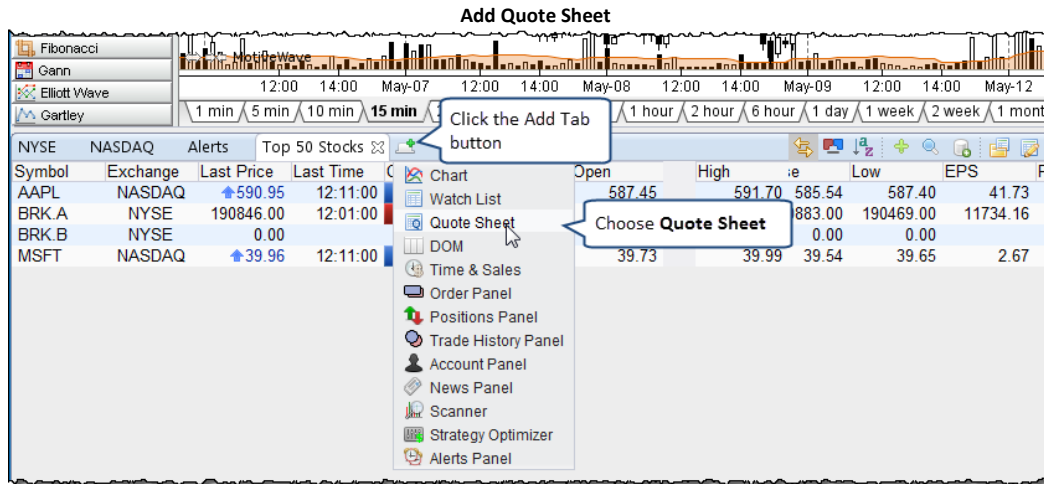 Add Quote Sheet
Fibonacci
MotiveWave
Gann
Elliott Wave
Gartley
12:00 14:00 May-07 12:00 14:00 May-08 12:00 14:00 May-09 12:00 14:00 May-12
1 min 5 min 10 min 15 min 1 hour 2 hour 6 hour 1 day 1 week 2 week 1 mont
Click the Add Tab
button
NYSE NASDAQ Alerts Top 50 Stocks
Symbol Exchange Last Price Last Time Open High Low EPS
AAPL NASDAQ 590.95 12:11:00 587.45 591.70 585.54 587.40 41.73
BRK.A NYSE 190846.00 12:01:00 883.00 190469.00 11734.16
BRK.B NYSE 0.00 0.00 0.00
MSFT NASDAQ 39.96 12:11:00 39.73 39.99 39.54 39.65 2.67
Chart
Watch List
Quote Sheet
Choose Quote Sheet
DOM
Time & Sales
Order Panel
Positions Panel
Trade History Panel
Account Panel
News Panel
Scanner
Strategy Optimizer
Alerts Panel